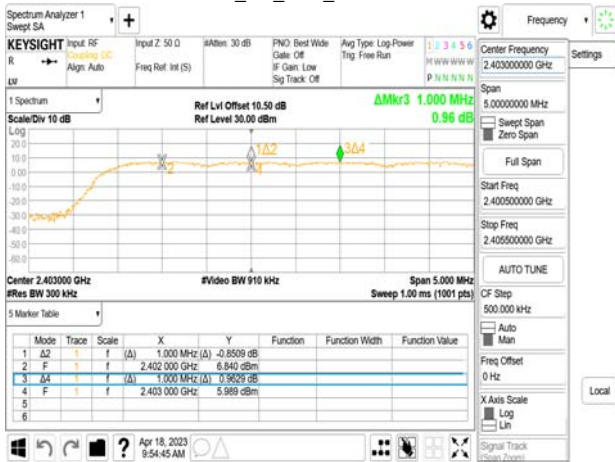 Spectrum Analyzer 1
Swept SA
+
Frequency
KEYSIGHT
Input: RF
Coupling: DC
Align: Auto
Input Z: 50 Ω
Freq Ref: Int (S)
#Atten: 30 dB
PNO: Best Wide
Gate: Off
IF Gain: Low
Sig Track: Off
Avg Type: Log-Power
Trig: Free Run
1 2 3 4 5 6
M W W W W W
P N N N N N
R
LV
1 Spectrum
Scale/Div 10 dB
Ref Lvl Offset 10.50 dB
Ref Level 30.00 dBm
ΔMkr3 1.000 MHz
0.96 dB
Log
20.0
10.0
0.00
-10.0
-20.0
-30.0
-40.0
-50.0
-60.0
2
1Δ2
4
3Δ4
Center 2.403000 GHz
#Res BW 300 kHz
#Video BW 910 kHz
Span 5.000 MHz
Sweep 1.00 ms (1001 pts)
5 Marker Table
Mode Trace Scale X Y Function Function Width Function Value
1 Δ2 1 f (Δ) 1.000 MHz (Δ) -0.8509 dB
2 F 1 f 2.402 000 GHz 6.840 dBm
3 Δ4 1 f (Δ) 1.000 MHz (Δ) 0.9629 dB
4 F 1 f 2.403 000 GHz 5.989 dBm
5
6
Apr 18, 2023
9:54:45 AM
?
Center Frequency
2.403000000 GHz
Span
5.00000000 MHz
Swept Span
Zero Span
Full Span
Start Freq
2.400500000 GHz
Stop Freq
2.405500000 GHz
AUTO TUNE
CF Step
500.000 kHz
Auto
Man
Freq Offset
0 Hz
X Axis Scale
Log
Lin
Signal Track
(Span Zoom)
Settings
Local